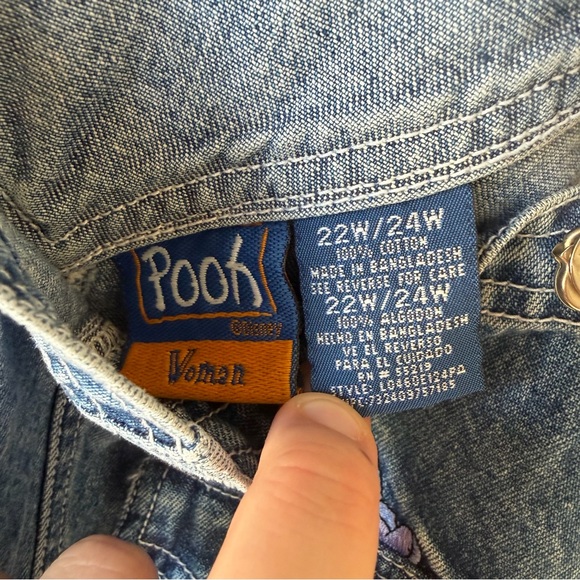 Pooh
Disney
Woman
22W/24W
100% COTTON
MADE IN BANGLADESH
SEE REVERSE FOR CARE
22W/24W
100% ALGODON
HECHO EN BANGLADESH
VE EL REVERSO
PARA EL CUIDADO
RN # 55219
STYLE: L0460E124PA
:732409757185